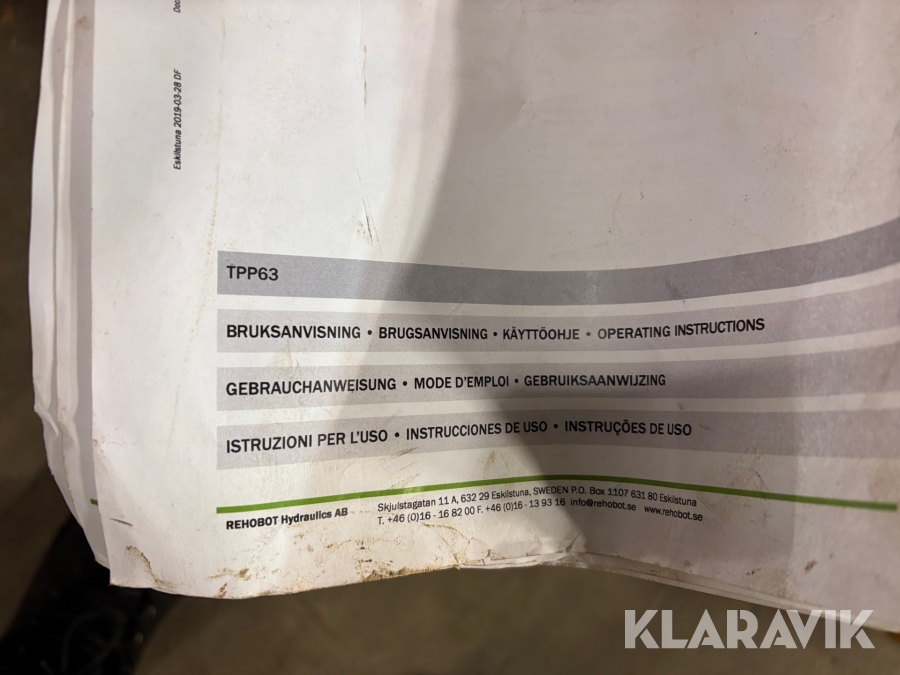 Eskilstuna 2019-03-28 DF
TPP63
BRUKSANVISNING • BRUGSANVISNING • KÄYTTÖOHJE • OPERATING INSTRUCTIONS
GEBRAUCHANWEISUNG • MODE D'EMPLOI • GEBRUIKSAANWIJZING
ISTRUZIONI PER L'USO • INSTRUCCIONES DE USO • INSTRUÇÕES DE USO
REHOBOT Hydraulics AB
Skjulstagatan 11 A, 632 29 Eskilstuna, SWEDEN P.O. Box 1107 631 80 Eskilstuna
T. +46 (0)16 - 16 82 00 F. +46 (0)16 - 13 93 16 info@rehobot.se www.rehobot.se
KLARAVIK